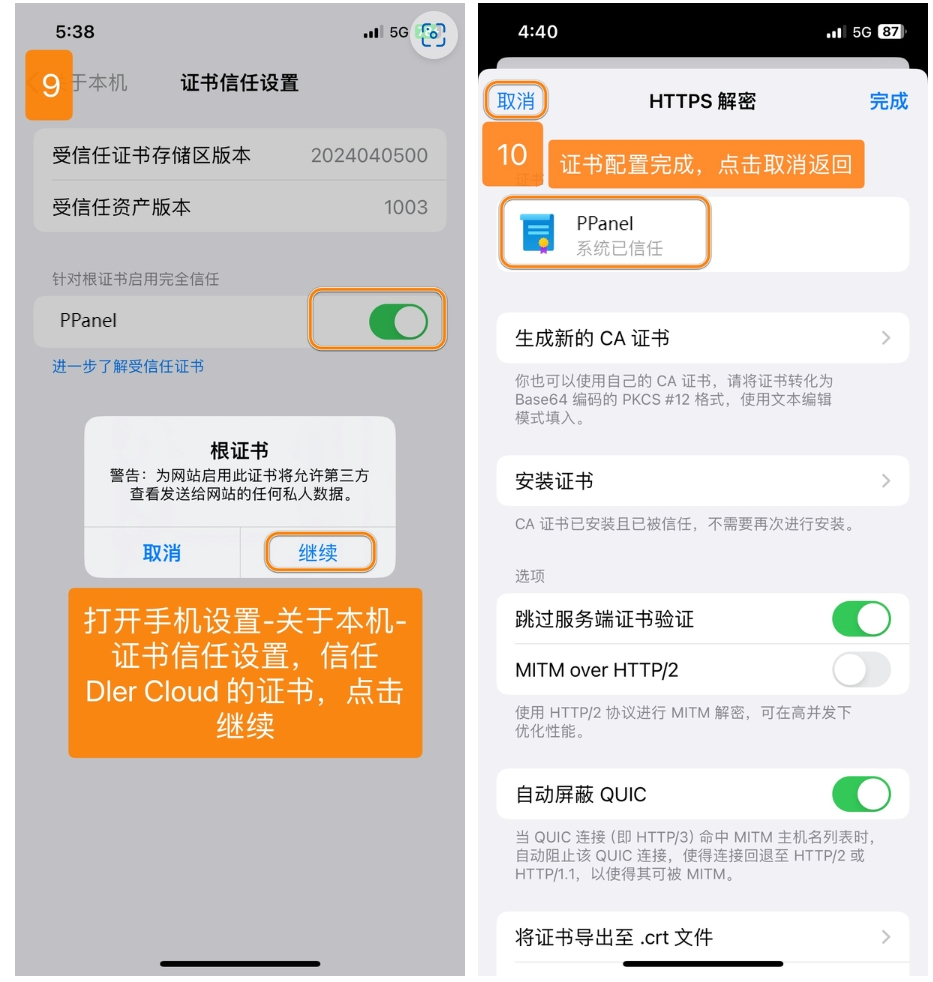 5:38
5G
9
于本机
证书信任设置
受信任证书存储区版本
2024040500
受信任资产版本
1003
针对根证书启用完全信任
PPanel
进一步了解受信任证书
根证书
警告：为网站启用此证书将允许第三方
查看发送给网站的任何私人数据。
取消
继续
打开手机设置-关于本机-
证书信任设置，信任
Dler Cloud 的证书，点击
继续
4:40
5G
87
取消
HTTPS 解密
完成
10
证书配置完成，点击取消返回
证书
PPanel
系统已信任
生成新的 CA 证书
你也可以使用自己的 CA 证书，请将证书转化为
Base64 编码的 PKCS #12 格式，使用文本编辑
模式填入。
安装证书
CA 证书已安装且已被信任，不需要再次进行安装。
选项
跳过服务端证书验证
MITM over HTTP/2
使用 HTTP/2 协议进行 MITM 解密，可在高并发下
优化性能。
自动屏蔽 QUIC
当 QUIC 连接 (即 HTTP/3) 命中 MITM 主机名列表时，
自动阻止该 QUIC 连接，使得连接回退至 HTTP/2 或
HTTP/1.1，以使得其可被 MITM。
将证书导出至 .crt 文件